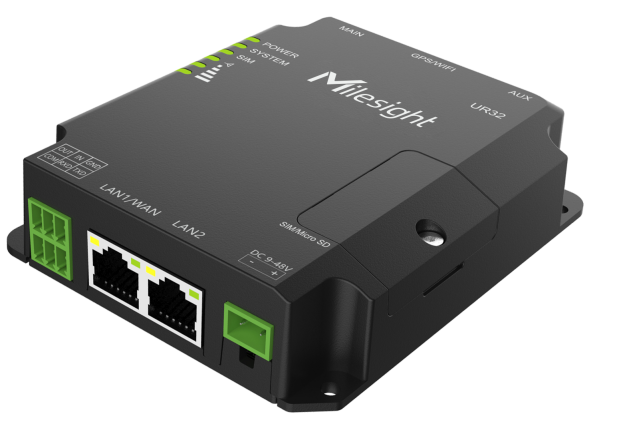 MAIN
GPS/WIFI
AUX
POWER
SYSTEM
SIM
Milesight
UR32
OUT IN GND
COM RXD TXD
LAN1/WAN
LAN2
SIM/Micro SD
DC 9-48V
- +